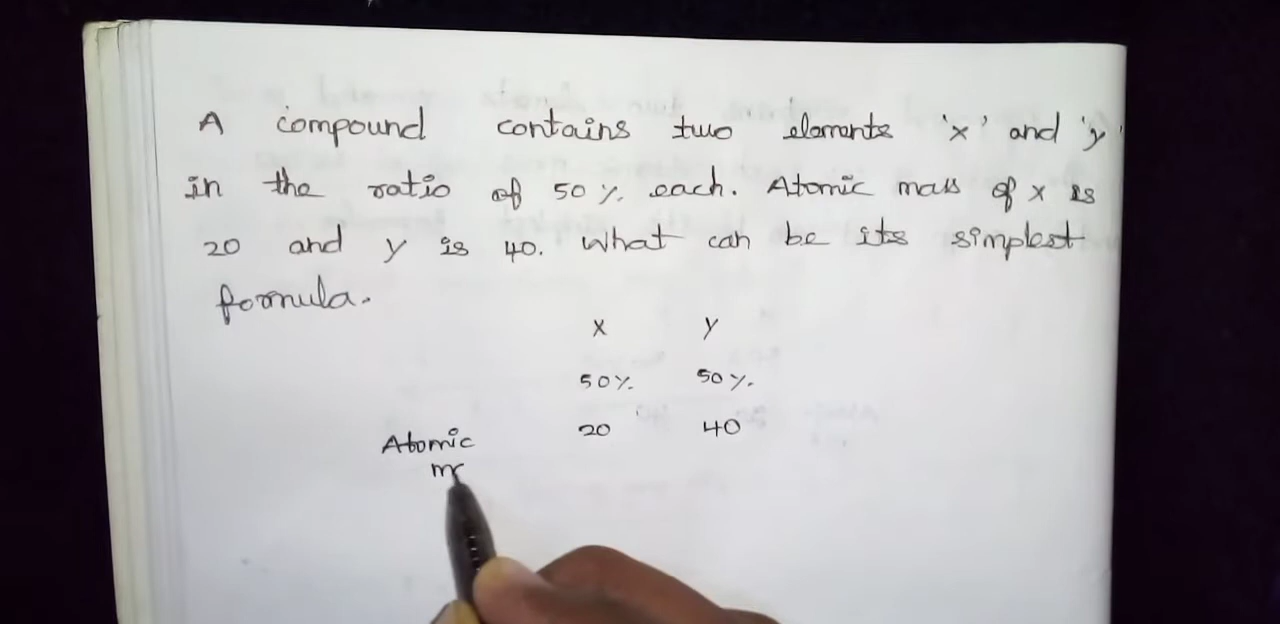 A compound contains two elements 'x' and 'y'
in the ratio of 50 %. each. Atomic mass of x is
20 and y is 40. What can be its simplest
formula.
x y
50%. 50%.
20 40
Atomic
m